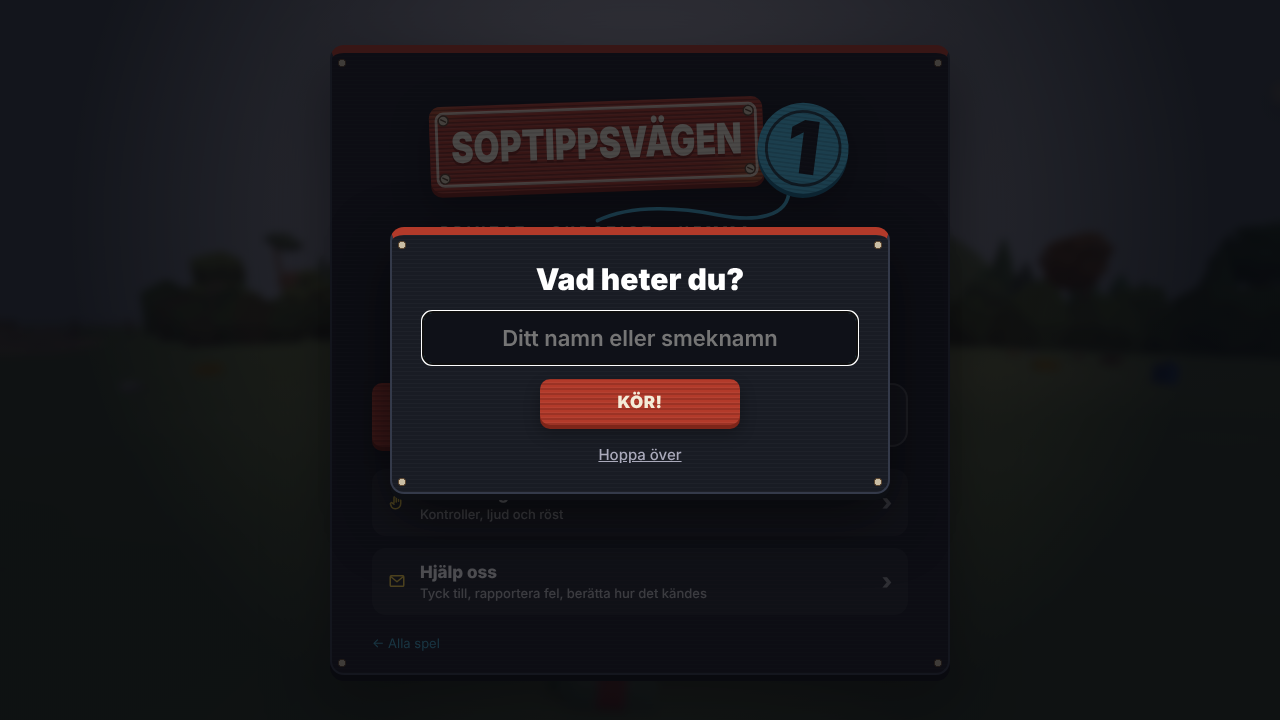 SOPTIPPSVÄGEN
1
Vad heter du?
Ditt namn eller smeknamn
KÖR!
Hoppa över
Kontroller, ljud och röst
Hjälp oss
Tyck till, rapportera fel, berätta hur det kändes
← Alla spel